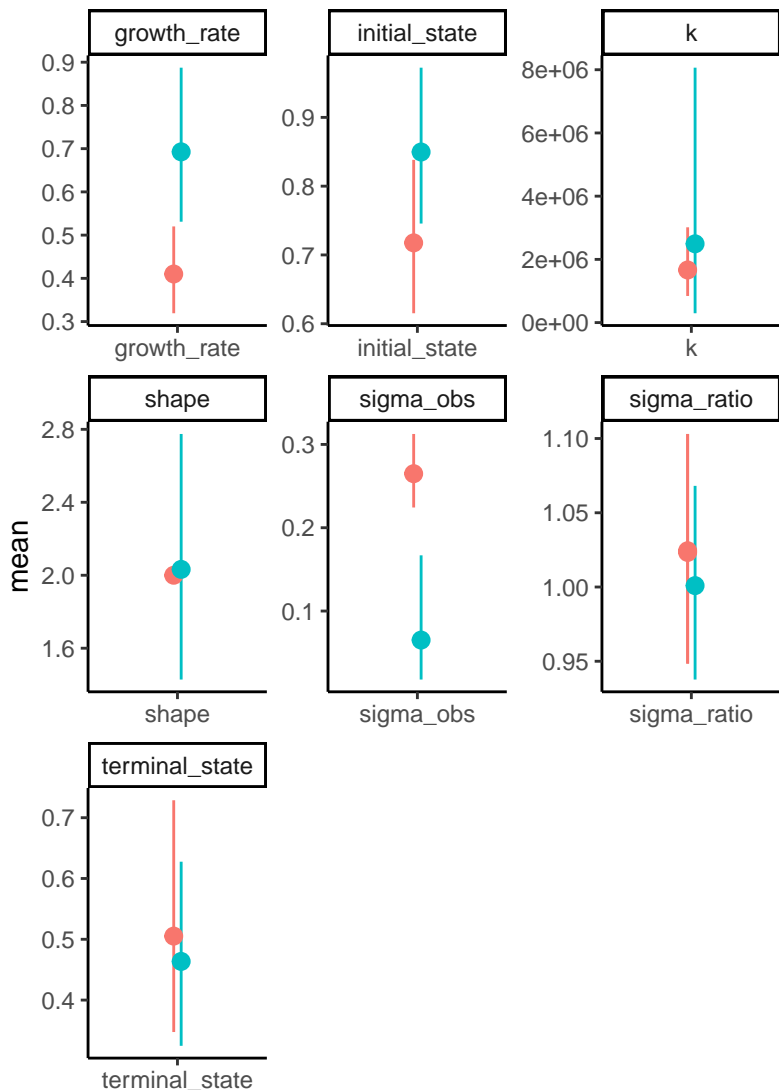 growth_rate
initial_state
k
0.9
0.8
0.7
0.6
0.5
0.4
0.3
growth_rate
0.9
0.8
0.7
0.6
initial_state
8e+06
6e+06
4e+06
2e+06
0e+00
k
shape
sigma_obs
sigma_ratio
mean
2.8
2.4
2.0
1.6
shape
0.3
0.2
0.1
sigma_obs
1.10
1.05
1.00
0.95
sigma_ratio
terminal_state
0.7
0.6
0.5
0.4
terminal_state